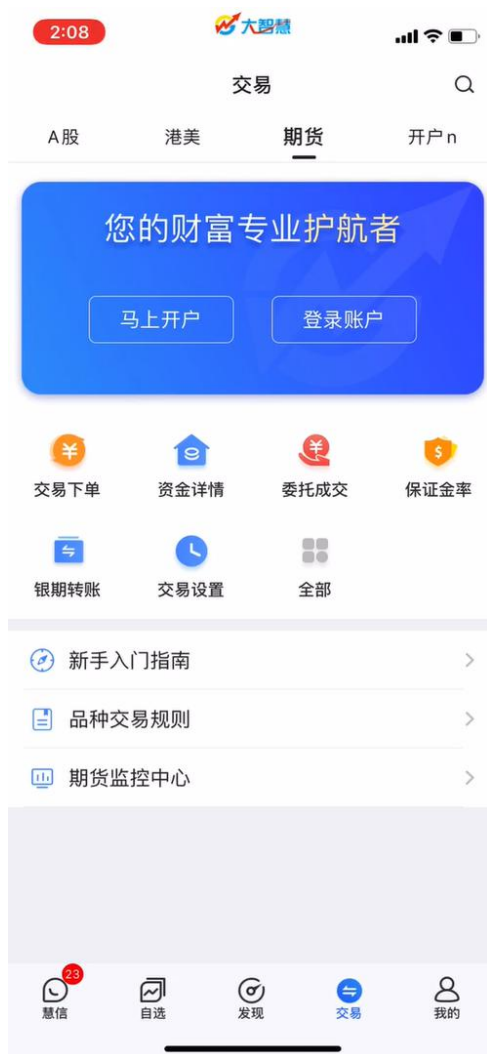 2:08
大智慧
交易
A股 港美 期货 开户n
您的财富专业护航者
马上开户 登录账户
交易下单 资金详情 委托成交 保证金率
银期转账 交易设置 全部
新手入门指南
品种交易规则
期货监控中心
23
慧信 自选 发现 交易 我的